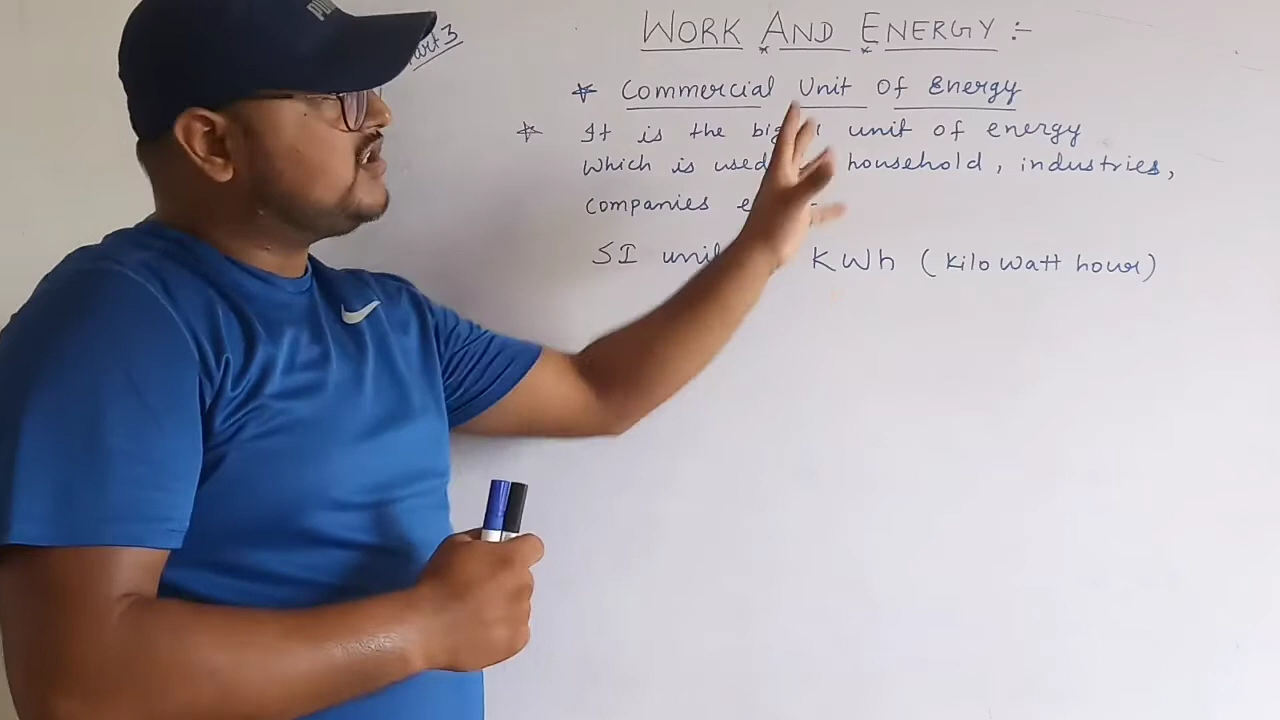 WORK AND ENERGY :-
Part 3
* Commercial Unit Of Energy
* It is the unit of energy
which is used household, industries,
companies
SI unit KWh (Kilo Watt hour)